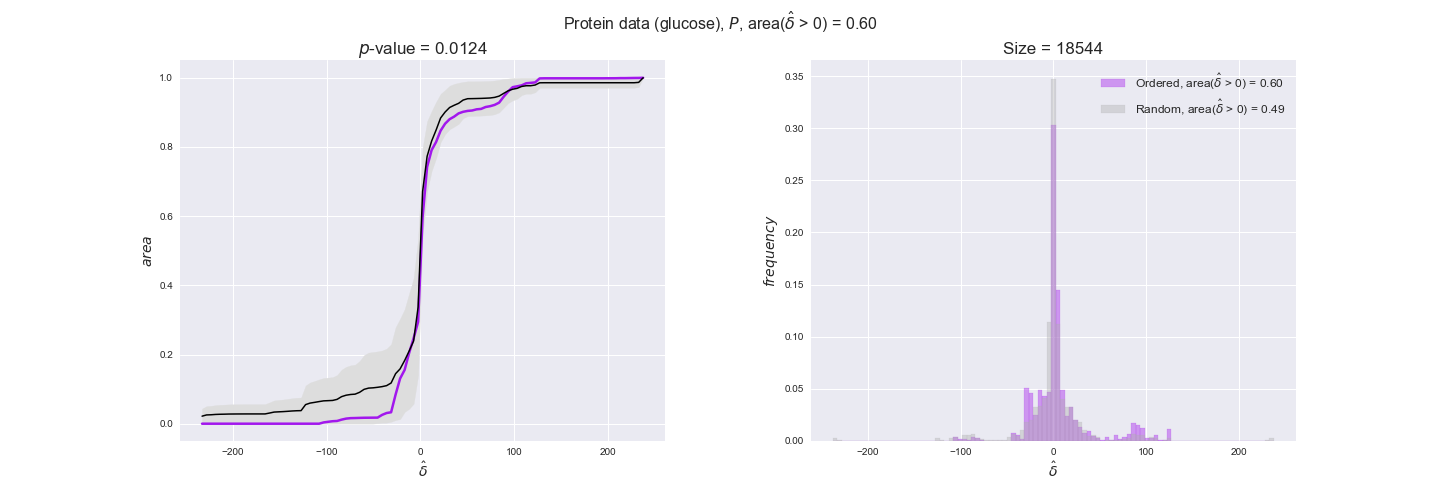 Protein data (glucose), P, area(δ̂ > 0) = 0.60
p-value = 0.0124
1.0
0.8
0.6
0.4
0.2
0.0
area
−200
−100
0
100
200
δ̂
Size = 18544
Ordered, area(δ̂ > 0) = 0.60
Random, area(δ̂ > 0) = 0.49
0.35
0.30
0.25
0.20
0.15
0.10
0.05
0.00
frequency
−200
−100
0
100
200
δ̂